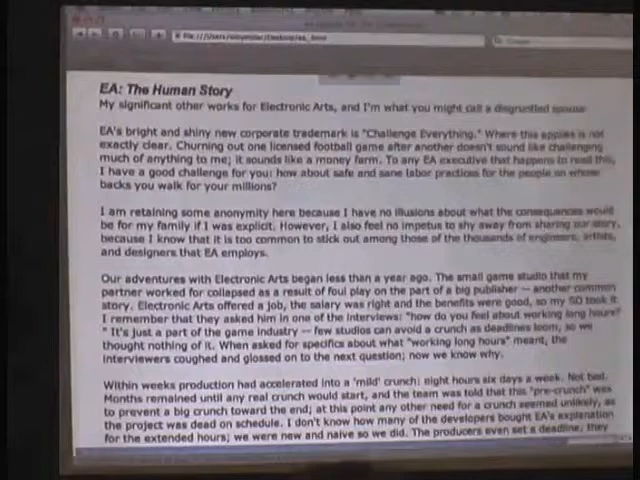 EA: The Human Story
My significant other works for Electronic Arts, and I'm what you might call a disgruntled spouse
EA's bright and shiny new corporate trademark is "Challenge Everything." Where this applies is not
exactly clear. Churning out one licensed football game after another doesn't sound like challenging
much of anything to me; it sounds like a money farm. To any EA executive that happens to read this,
I have a good challenge for you: how about safe and sane labor practices for the people on whose
backs you walk for your millions?
I am retaining some anonymity here because I have no illusions about what the consequences would
be for my family if I was explicit. However, I also feel no impetus to shy away from sharing our story,
because I know that it is too common to stick out among those of the thousands of engineers, artists,
and designers that EA employs.
Our adventures with Electronic Arts began less than a year ago. The small game studio that my
partner worked for collapsed as a result of foul play on the part of a big publisher -- another common
story. Electronic Arts offered a job, the salary was right and the benefits were good, so my SO took it
I remember that they asked him in one of the interviews: "how do you feel about working long hours?
" It's just a part of the game industry -- few studios can avoid a crunch as deadlines loom, so we
thought nothing of it. When asked for specifics about what "working long hours" meant, the
interviewers coughed and glossed on to the next question; now we know why.
Within weeks production had accelerated into a 'mild' crunch: eight hours six days a week. Not bad.
Months remained until any real crunch would start, and the team was told that this "pre-crunch" was
to prevent a big crunch toward the end; at this point any other need for a crunch seemed unlikely, as
the project was dead on schedule. I don't know how many of the developers bought EA's explanation
for the extended hours; we were new and naive so we did. The producers even set a deadline; they